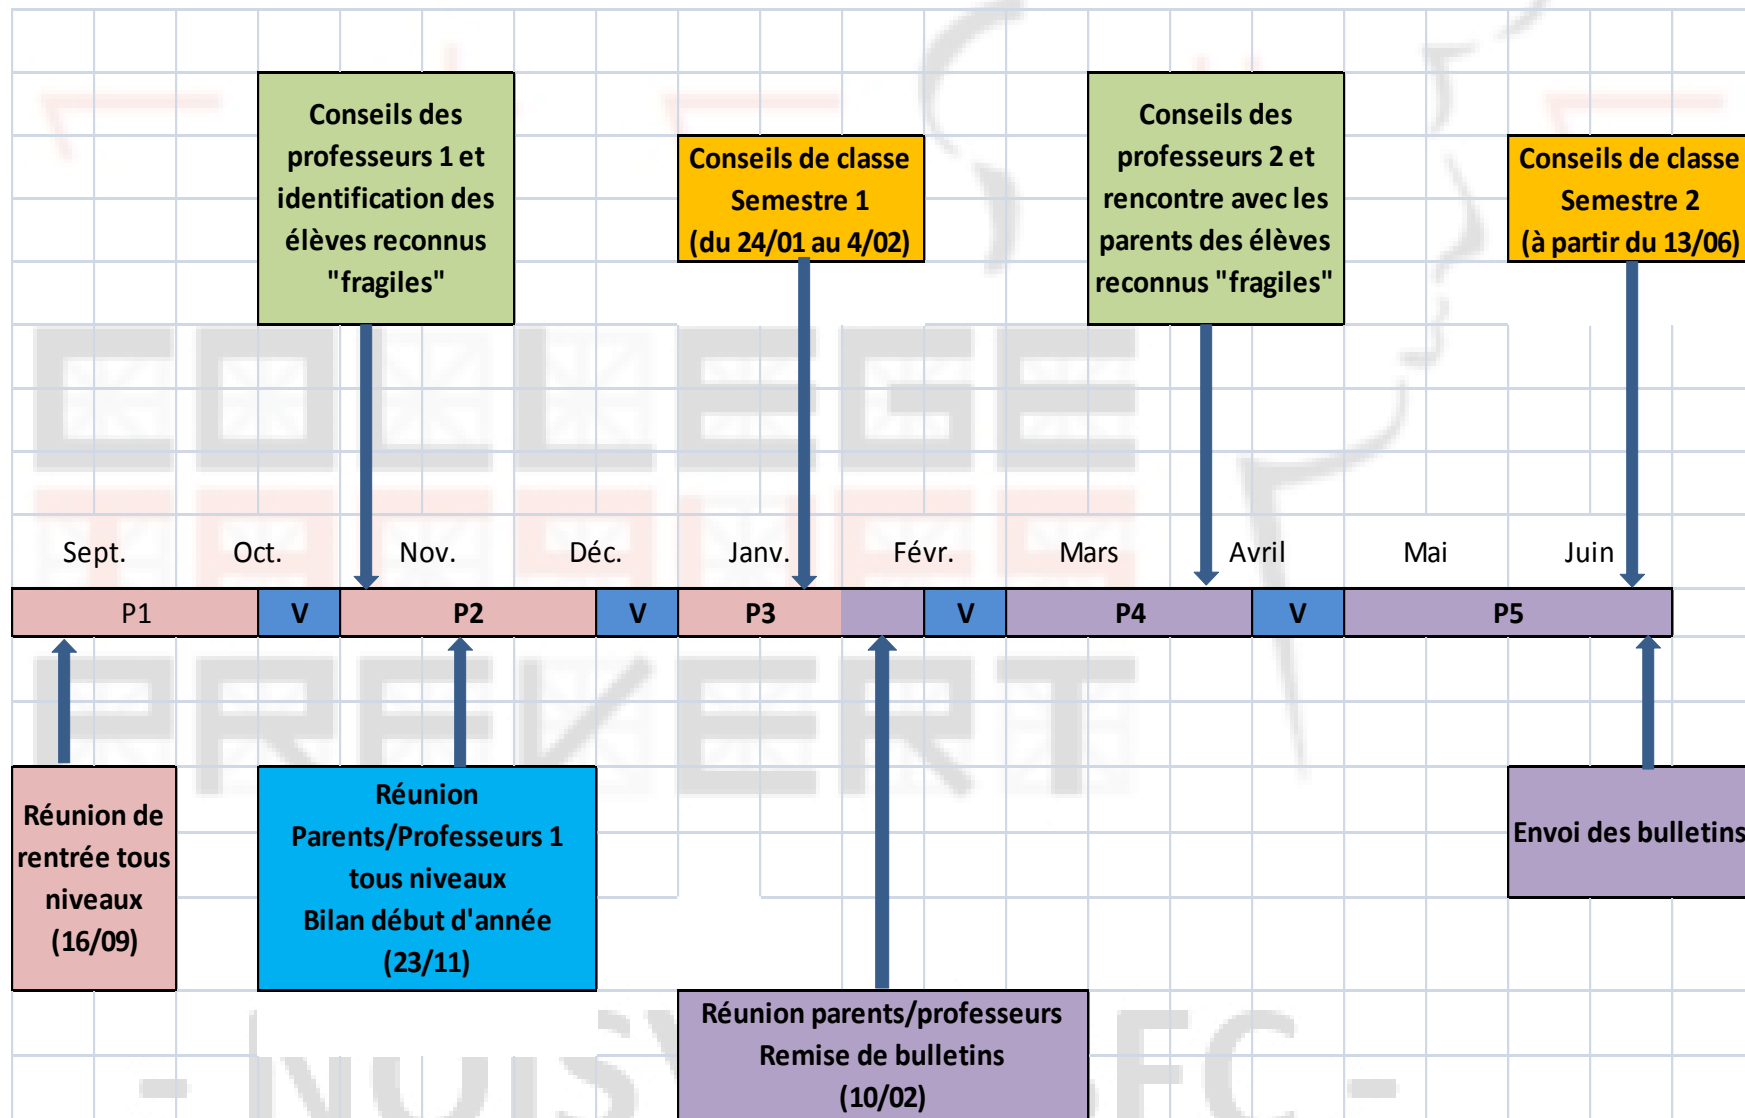 Conseils des
professeurs 1 et
identification des
élèves reconnus
"fragiles"
Conseils de classe
Semestre 1
(du 24/01 au 4/02)
Conseils des
professeurs 2 et
rencontre avec les
parents des élèves
reconnus "fragiles"
Conseils de classe
Semestre 2
(à partir du 13/06)
COLLEGE
JACQUES
PREVERT
Sept. Oct. Nov. Déc. Janv. Févr. Mars Avril Mai Juin
P1 V P2 V P3 V P4 V P5
Réunion de
rentrée tous
niveaux
(16/09)
Réunion
Parents/Professeurs 1
tous niveaux
Bilan début d'année
(23/11)
Réunion parents/professeurs
Remise de bulletins
(10/02)
Envoi des bulletins